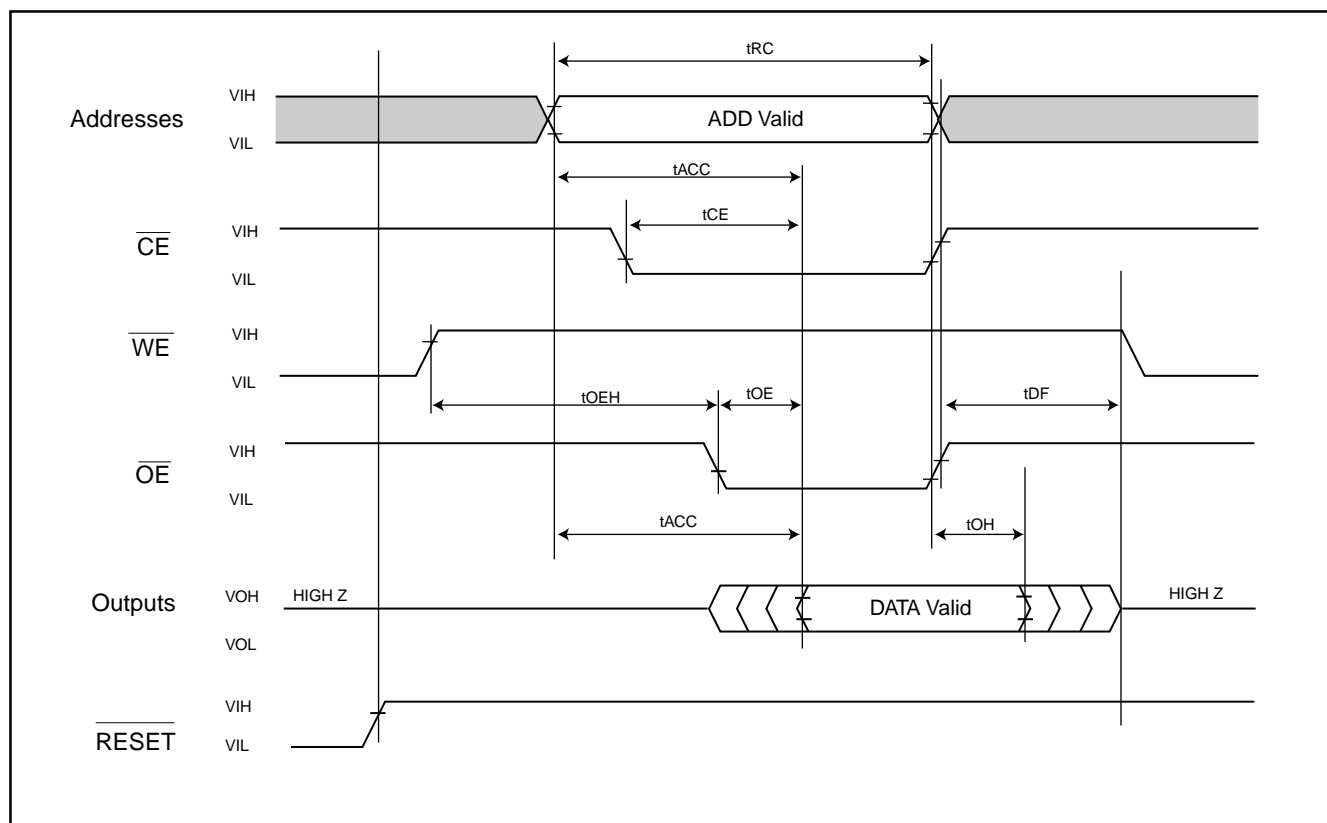 tRC
Addresses
VIH
VIL
ADD Valid
tACC
tCE
CE
VIH
VIL
WE
VIH
VIL
tOEH
tOE
tDF
OE
VIH
VIL
tACC
tOH
Outputs
VOH
VOL
HIGH Z
DATA Valid
HIGH Z
RESET
VIH
VIL